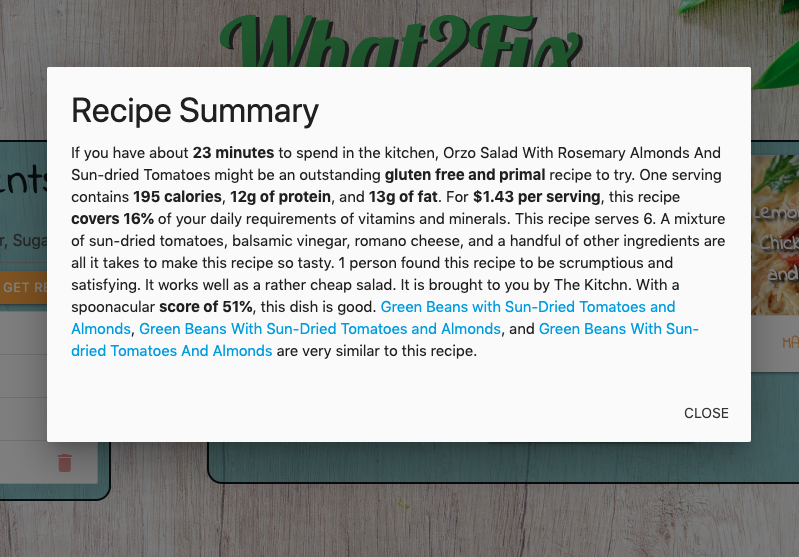 What2Fix
Recipe Summary
If you have about 23 minutes to spend in the kitchen, Orzo Salad With Rosemary Almonds And
Sun-dried Tomatoes might be an outstanding gluten free and primal recipe to try. One serving
contains 195 calories, 12g of protein, and 13g of fat. For $1.43 per serving, this recipe
covers 16% of your daily requirements of vitamins and minerals. This recipe serves 6. A mixture
of sun-dried tomatoes, balsamic vinegar, romano cheese, and a handful of other ingredients are
all it takes to make this recipe so tasty. 1 person found this recipe to be scrumptious and
satisfying. It works well as a rather cheap salad. It is brought to you by The Kitchn. With a
spoonacular score of 51%, this dish is good. Green Beans with Sun-Dried Tomatoes and
Almonds, Green Beans With Sun-Dried Tomatoes and Almonds, and Green Beans With Sun-
dried Tomatoes And Almonds are very similar to this recipe.
CLOSE
GET
Chick
and